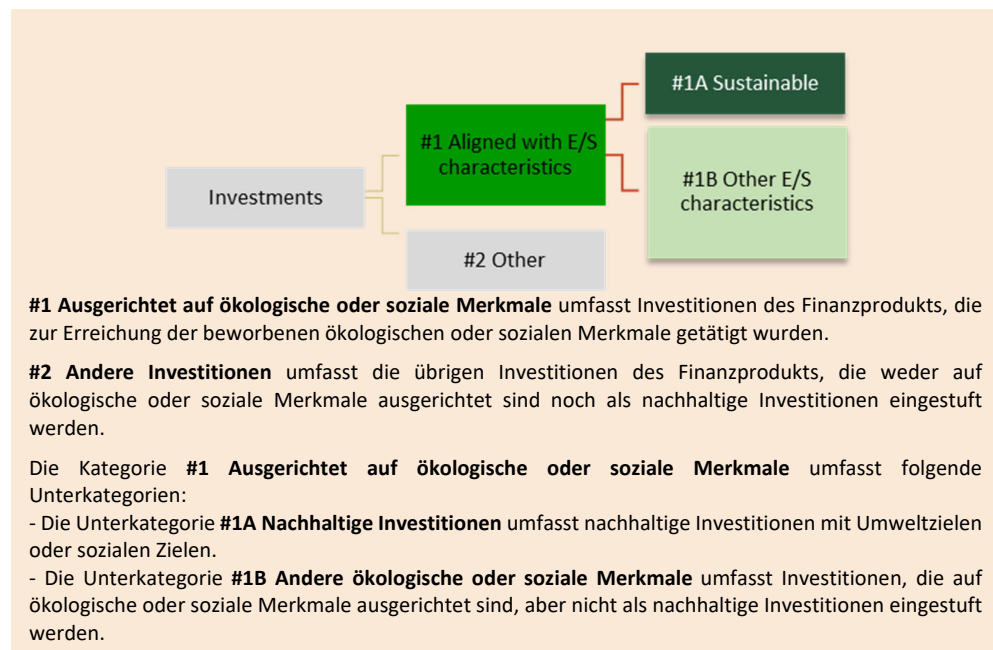 #1A Sustainable
#1 Aligned with E/S
characteristics
#1B Other E/S
characteristics
Investments
#2 Other
#1 Ausgerichtet auf ökologische oder soziale Merkmale umfasst Investitionen des Finanzprodukts, die
zur Erreichung der beworbenen ökologischen oder sozialen Merkmale getätigt wurden.
#2 Andere Investitionen umfasst die übrigen Investitionen des Finanzprodukts, die weder auf
ökologische oder soziale Merkmale ausgerichtet sind noch als nachhaltige Investitionen eingestuft
werden.
Die Kategorie #1 Ausgerichtet auf ökologische oder soziale Merkmale umfasst folgende
Unterkategorien:
- Die Unterkategorie #1A Nachhaltige Investitionen umfasst nachhaltige Investitionen mit Umweltzielen
oder sozialen Zielen.
- Die Unterkategorie #1B Andere ökologische oder soziale Merkmale umfasst Investitionen, die auf
ökologische oder soziale Merkmale ausgerichtet sind, aber nicht als nachhaltige Investitionen eingestuft
werden.